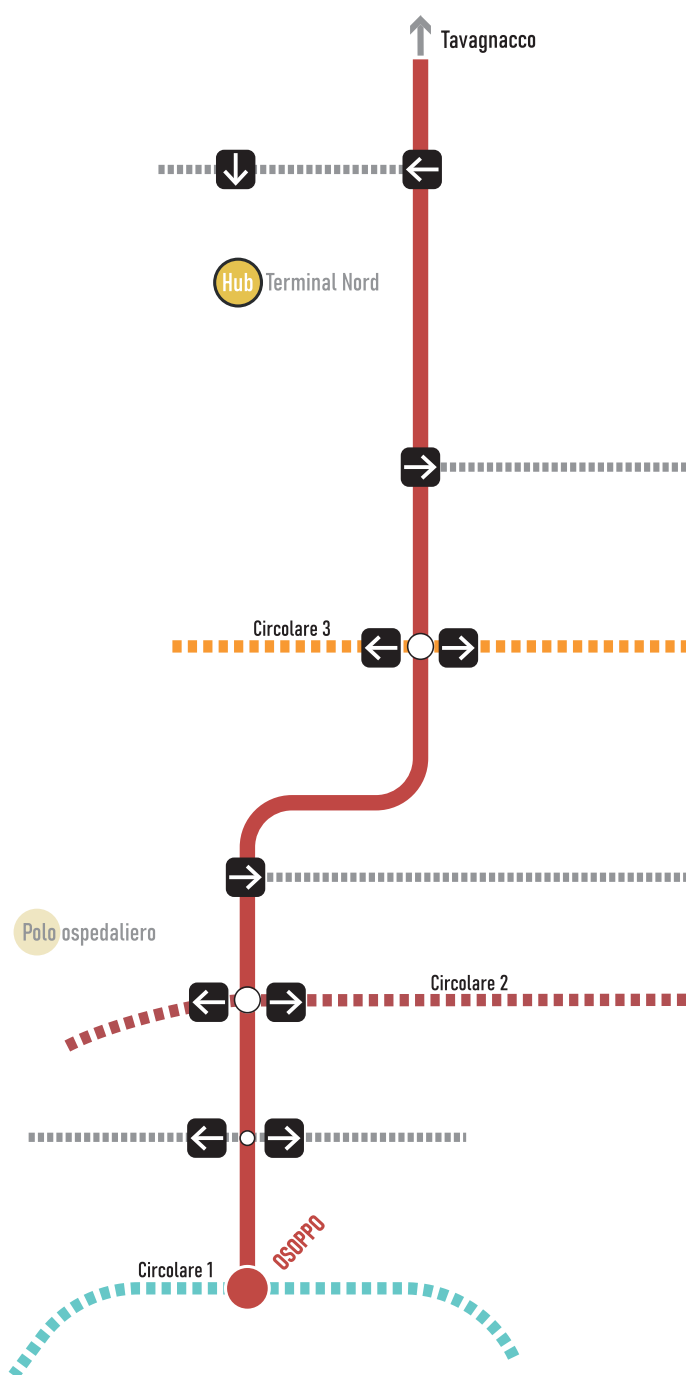 Tavagnacco
Hub Terminal Nord
Circolare 3
Polo ospedaliero
Circolare 2
OSOPPO
Circolare 1